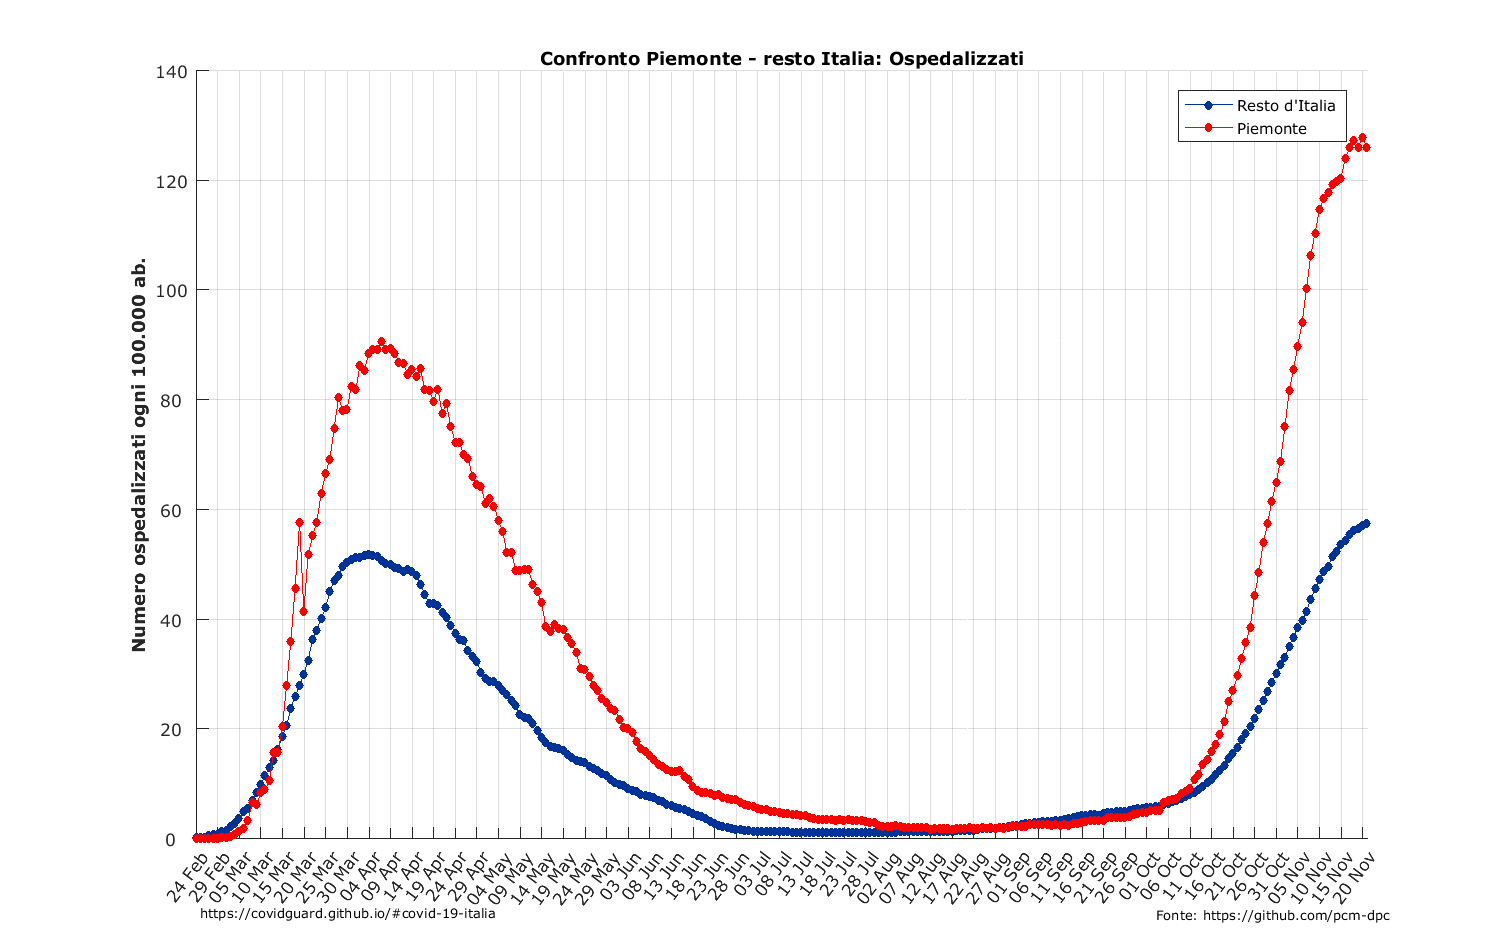 Confronto Piemonte - resto Italia: Ospedalizzati
Resto d'Italia
Piemonte
Numero ospedalizzati ogni 100.000 ab.
140
120
100
80
60
40
20
0
24 Feb
29 Feb
05 Mar
10 Mar
15 Mar
20 Mar
25 Mar
30 Mar
04 Apr
09 Apr
14 Apr
19 Apr
24 Apr
29 Apr
04 May
09 May
14 May
19 May
24 May
29 May
03 Jun
08 Jun
13 Jun
18 Jun
23 Jun
28 Jun
03 Jul
08 Jul
13 Jul
18 Jul
23 Jul
28 Jul
02 Aug
07 Aug
12 Aug
17 Aug
22 Aug
27 Aug
01 Sep
06 Sep
11 Sep
16 Sep
21 Sep
26 Sep
01 Oct
06 Oct
11 Oct
16 Oct
21 Oct
26 Oct
31 Oct
05 Nov
10 Nov
15 Nov
20 Nov
https://covidguard.github.io/#covid-19-italia
Fonte: https://github.com/pcm-dpc